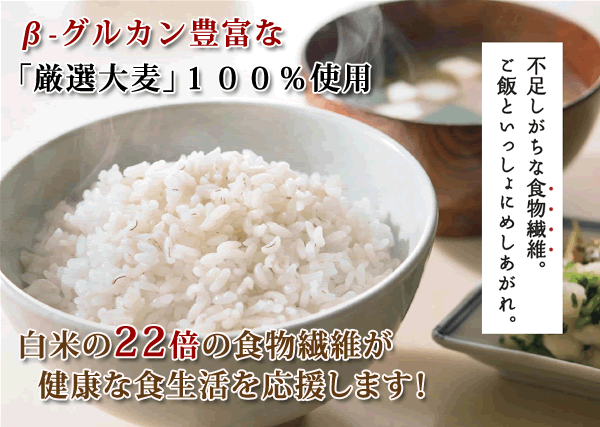 β-グルカン豊富な
「厳選大麦」１００％使用
不足しがちな食物繊維。
ご飯といっしょにめしあがれ。
白米の22倍の食物繊維が
健康な食生活を応援します！